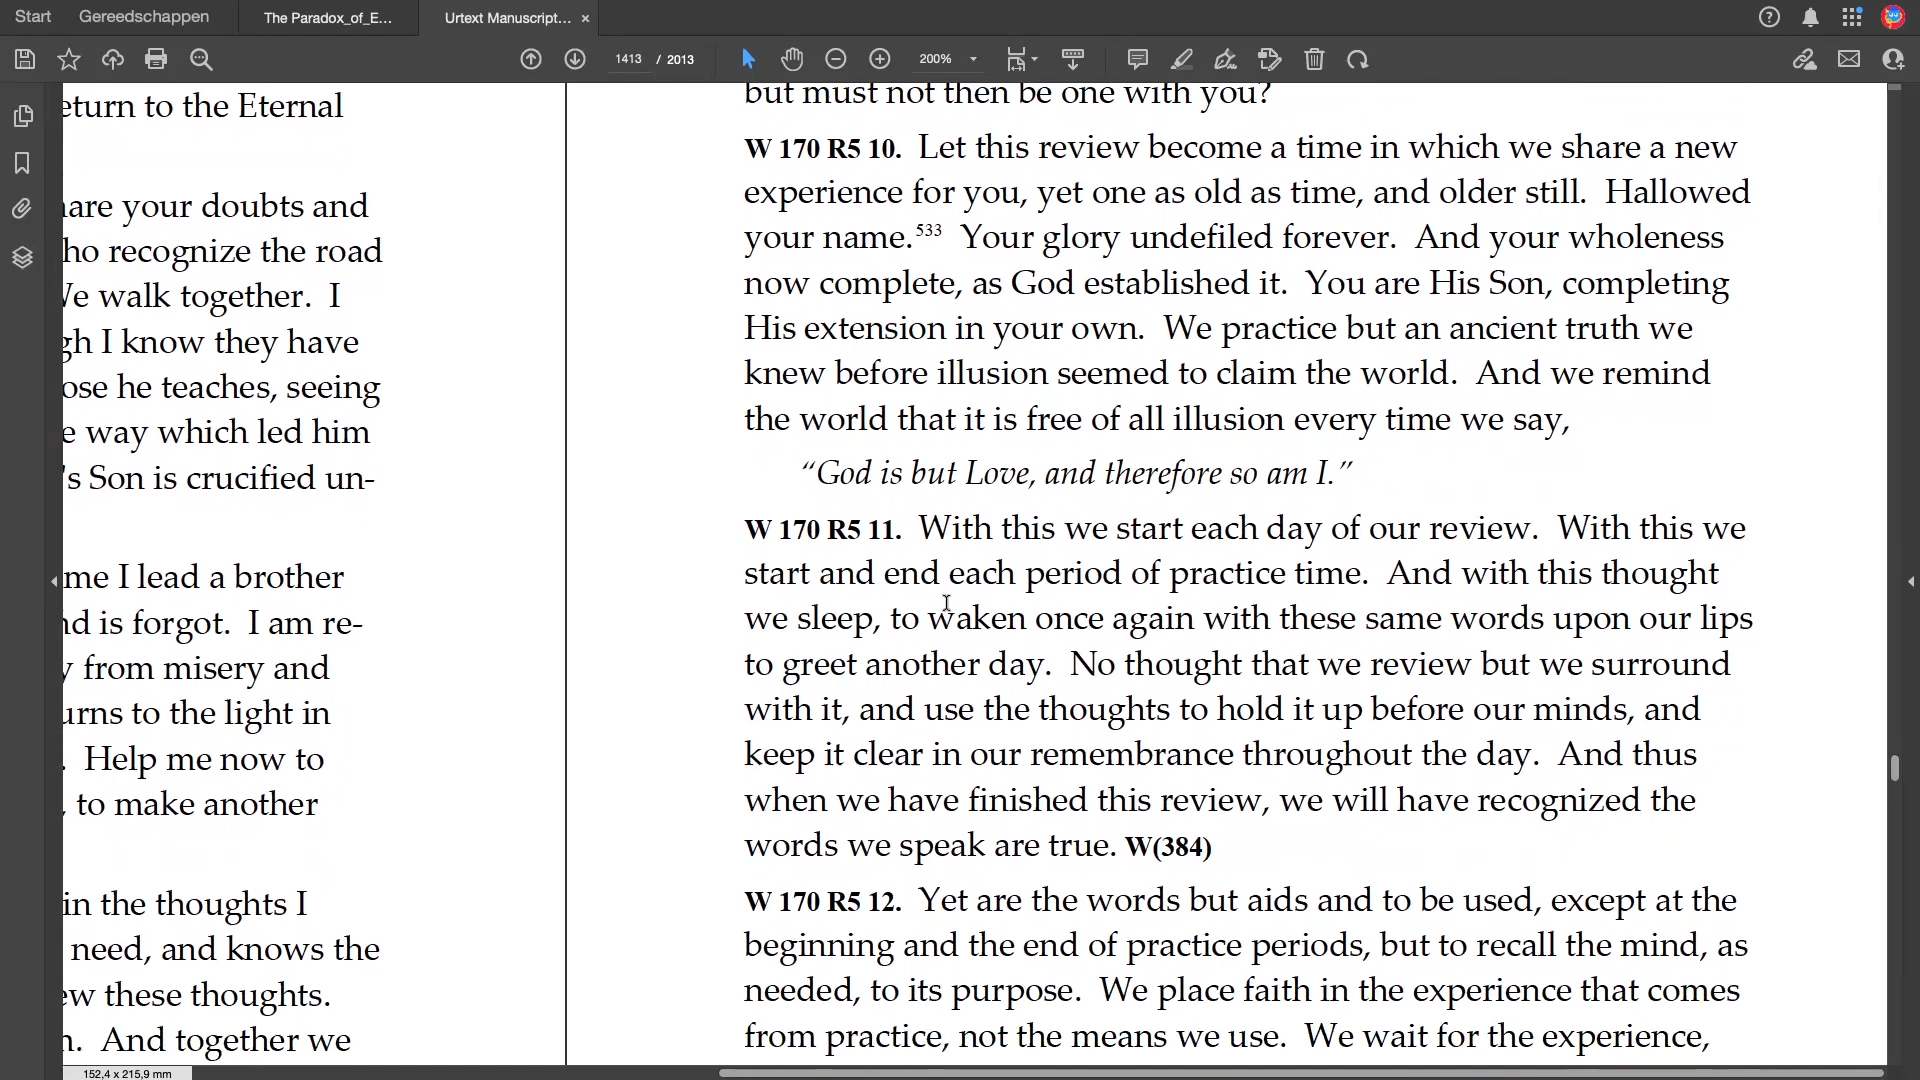 Start
Gereedschappen
The Paradox_of_E...
Urtext Manuscript...
1413 / 2013
200%
eturn to the Eternal
hare your doubts and
ho recognize the road
We walk together. I
gh I know they have
ose he teaches, seeing
e way which led him
's Son is crucified un-
me I lead a brother
nd is forgot. I am re-
y from misery and
urns to the light in
. Help me now to
, to make another
in the thoughts I
need, and knows the
ew these thoughts.
n. And together we
but must not then be one with you?
W 170 R5 10. Let this review become a time in which we share a new
experience for you, yet one as old as time, and older still. Hallowed
your name.533 Your glory undefiled forever. And your wholeness
now complete, as God established it. You are His Son, completing
His extension in your own. We practice but an ancient truth we
knew before illusion seemed to claim the world. And we remind
the world that it is free of all illusion every time we say,
“God is but Love, and therefore so am I.”
W 170 R5 11. With this we start each day of our review. With this we
start and end each period of practice time. And with this thought
we sleep, to waken once again with these same words upon our lips
to greet another day. No thought that we review but we surround
with it, and use the thoughts to hold it up before our minds, and
keep it clear in our remembrance throughout the day. And thus
when we have finished this review, we will have recognized the
words we speak are true. W(384)
W 170 R5 12. Yet are the words but aids and to be used, except at the
beginning and the end of practice periods, but to recall the mind, as
needed, to its purpose. We place faith in the experience that comes
from practice, not the means we use. We wait for the experience,
152,4 x 215,9 mm